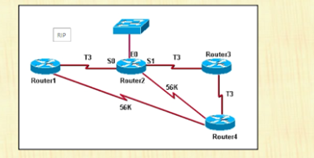 RIP
E0
T3
S0
S1
T3
Router3
Router1
Router2
56K
T3
56K
Router4